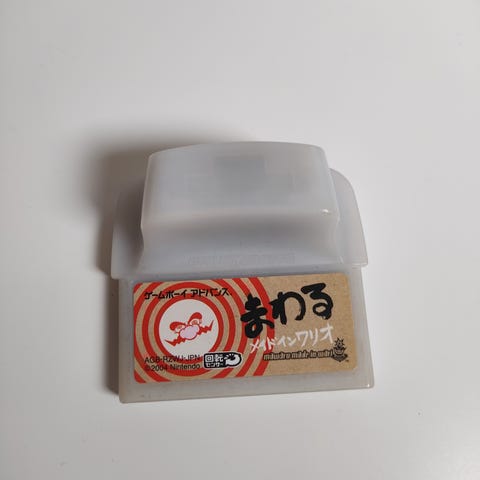 ゲームボーイ アドバンス
まわる
メイドインワリオ
mawaru made in wario
AGB-RZWJ-JPN
© 2004 Nintendo
回転
センサー